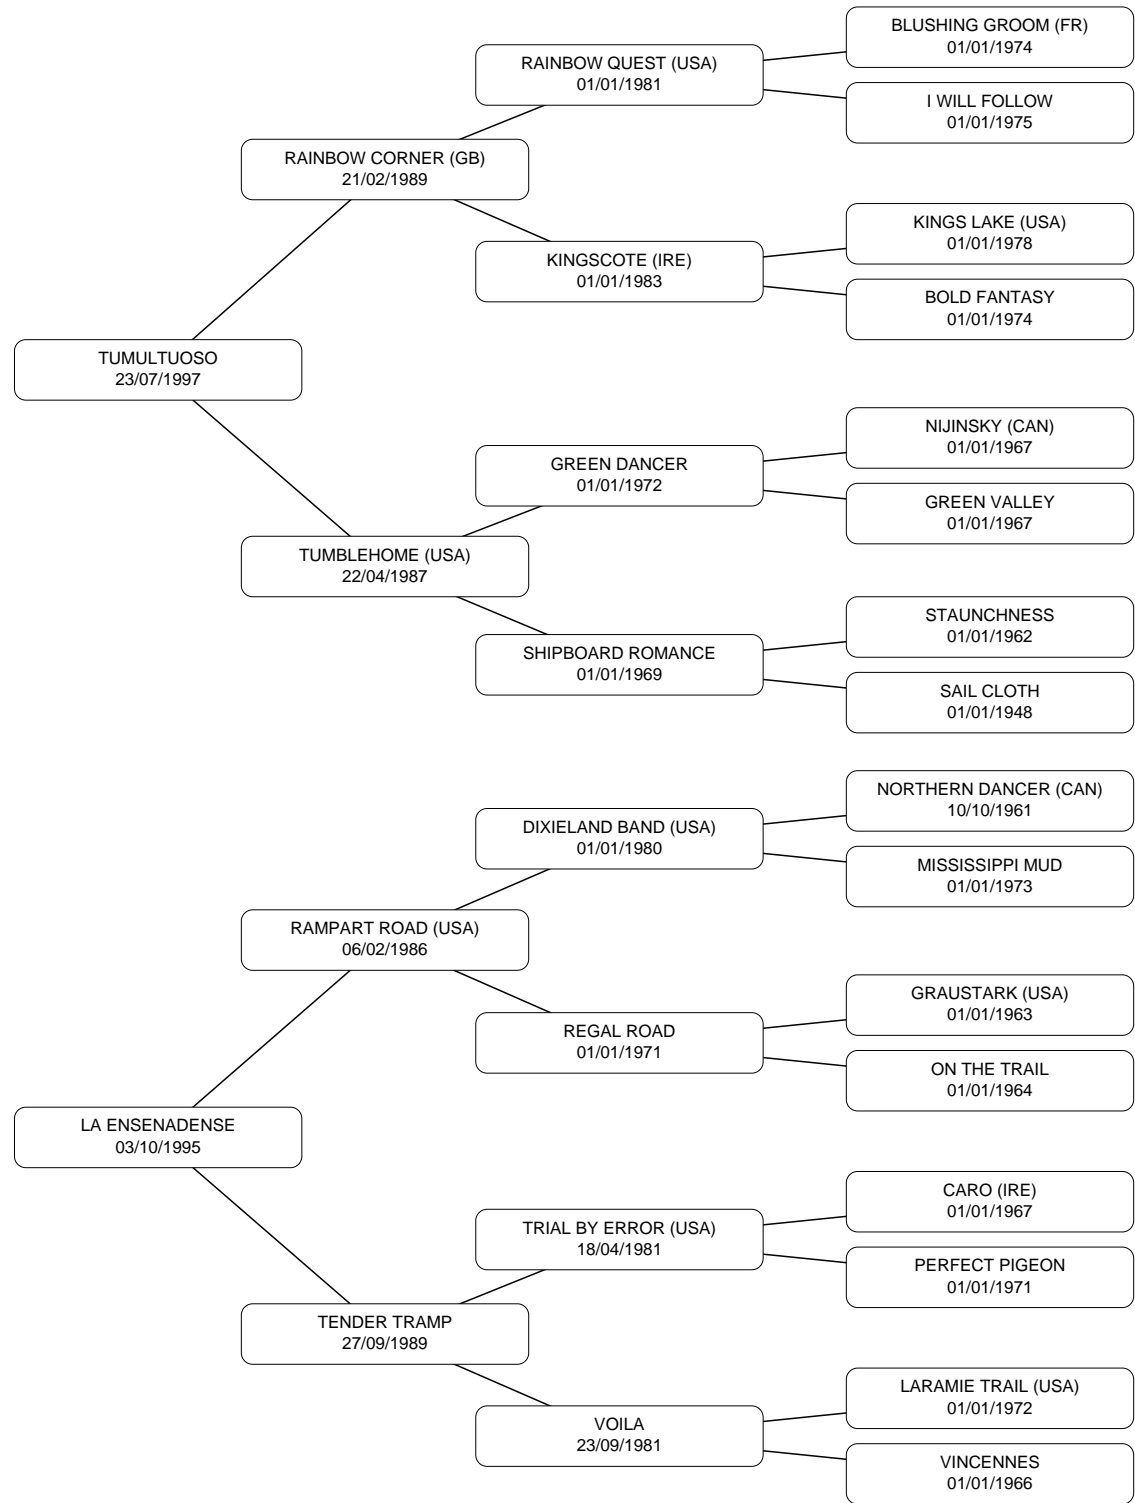 BLUSHING GROOM (FR)
01/01/1974
RAINBOW QUEST (USA)
01/01/1981
I WILL FOLLOW
01/01/1975
RAINBOW CORNER (GB)
21/02/1989
KINGS LAKE (USA)
01/01/1978
KINGSCOTE (IRE)
01/01/1983
BOLD FANTASY
01/01/1974
TUMULTUOSO
23/07/1997
NIJINSKY (CAN)
01/01/1967
GREEN DANCER
01/01/1972
GREEN VALLEY
01/01/1967
TUMBLEHOME (USA)
22/04/1987
STAUNCHNESS
01/01/1962
SHIPBOARD ROMANCE
01/01/1969
SAIL CLOTH
01/01/1948
NORTHERN DANCER (CAN)
10/10/1961
DIXIELAND BAND (USA)
01/01/1980
MISSISSIPPI MUD
01/01/1973
RAMPART ROAD (USA)
06/02/1986
GRAUSTARK (USA)
01/01/1963
REGAL ROAD
01/01/1971
ON THE TRAIL
01/01/1964
LA ENSENADENSE
03/10/1995
CARO (IRE)
01/01/1967
TRIAL BY ERROR (USA)
18/04/1981
PERFECT PIGEON
01/01/1971
TENDER TRAMP
27/09/1989
LARAMIE TRAIL (USA)
01/01/1972
VOILA
23/09/1981
VINCENNES
01/01/1966